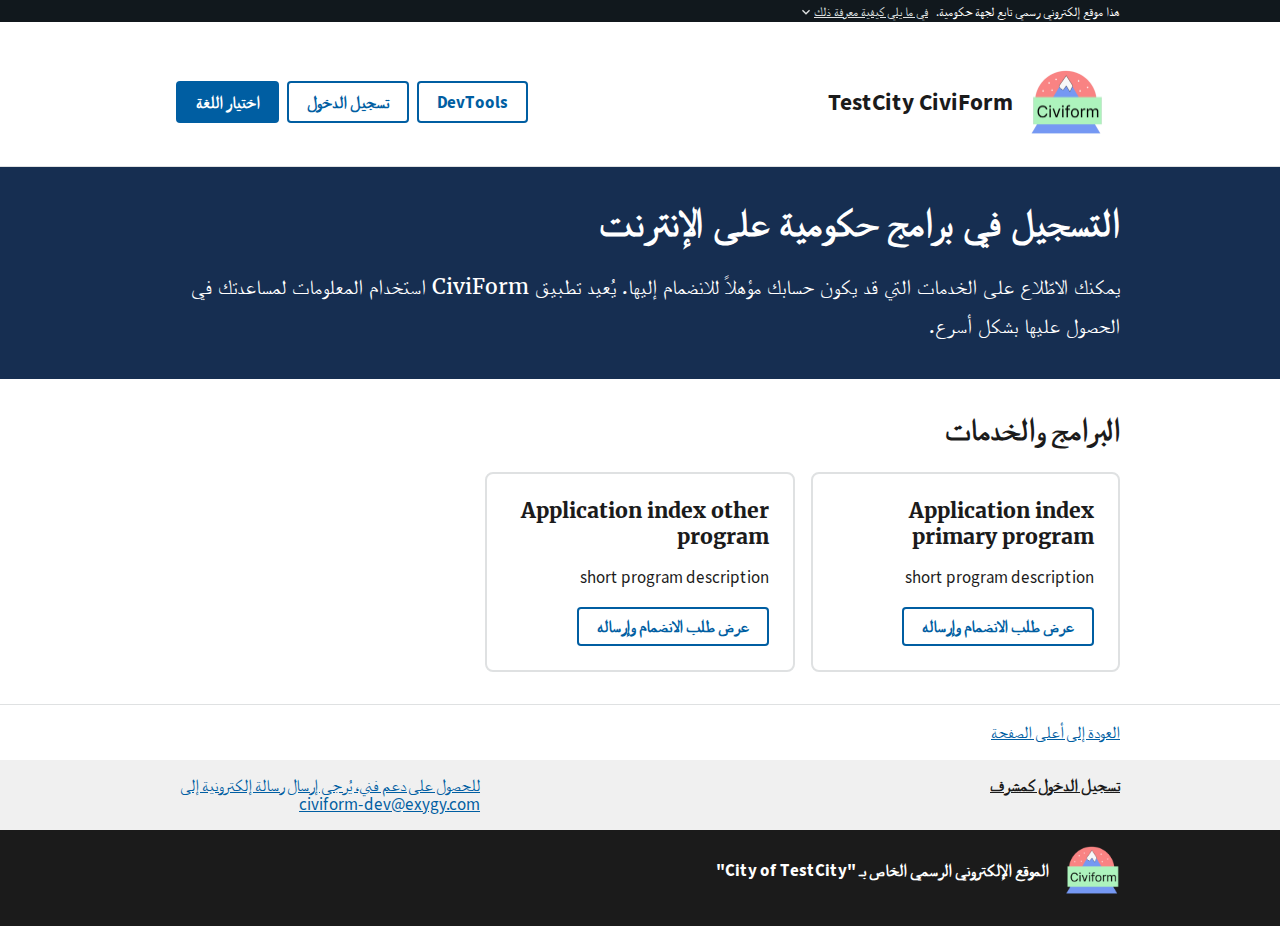 هذا موقع إلكتروني رسمي تابع لجهة حكومية. في ما يلي كيفية معرفة ذلك
Civiform
TestCity CiviForm
DevTools
تسجيل الدخول
اختيار اللغة
التسجيل في برامج حكومية على الإنترنت
يمكنك الاطّلاع على الخدمات التي قد يكون حسابك مؤهلاً للانضمام إليها. يُعيد تطبيق CiviForm استخدام المعلومات لمساعدتك في
الحصول عليها بشكل أسرع.
البرامج والخدمات
Application index
primary program
short program description
عرض طلب الانضمام وإرساله
Application index other
program
short program description
عرض طلب الانضمام وإرساله
العودة إلى أعلى الصفحة
تسجيل الدخول كمشرف
للحصول على دعم فني، يُرجى إرسال رسالة إلكترونية إلى
civiform-dev@exygy.com
Civiform
الموقع الإلكتروني الرسمي الخاص بـ "City of TestCity"